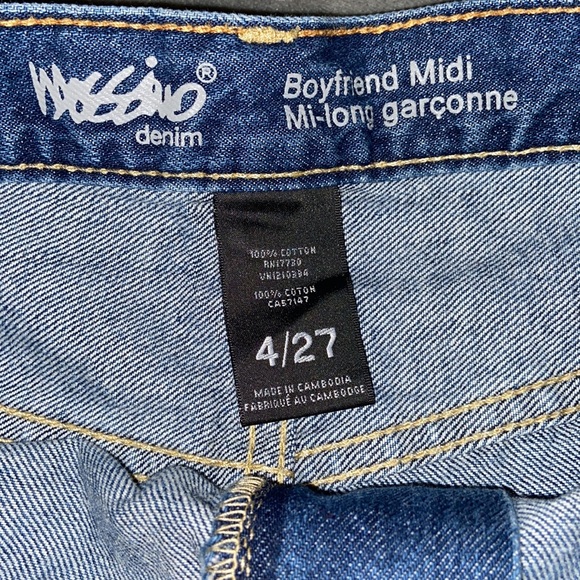 Mossimo®
denim
Boyfriend Midi
Mi-long garçonne
100% COTTON
RN17730
VN1210394
100% COTON
CA57147
4/27
MADE IN CAMBODIA
FABRIQUÉ AU CAMBODGE